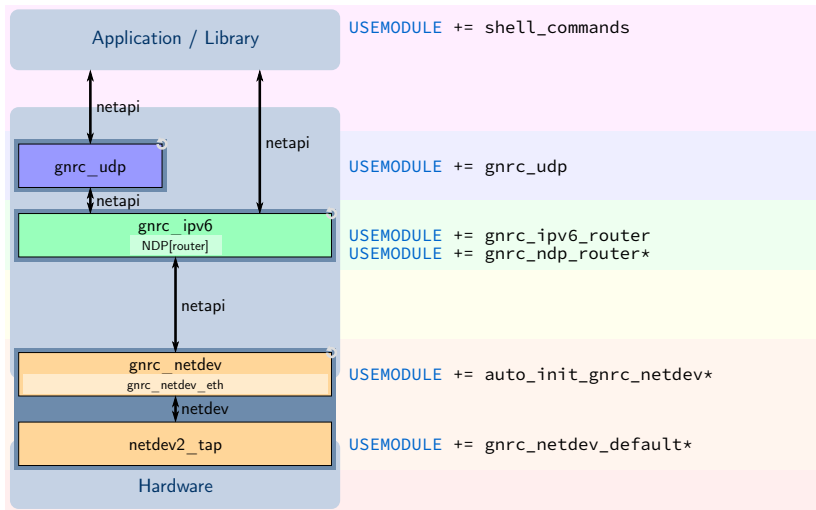 Application / Library
USEMODULE += shell_commands
netapi
netapi
gnrc_udp
USEMODULE += gnrc_udp
netapi
gnrc_ipv6
NDP[router]
USEMODULE += gnrc_ipv6_router
USEMODULE += gnrc_ndp_router*
netapi
gnrc_netdev
gnrc_netdev_eth
USEMODULE += auto_init_gnrc_netdev*
netdev
netdev2_tap
USEMODULE += gnrc_netdev_default*
Hardware